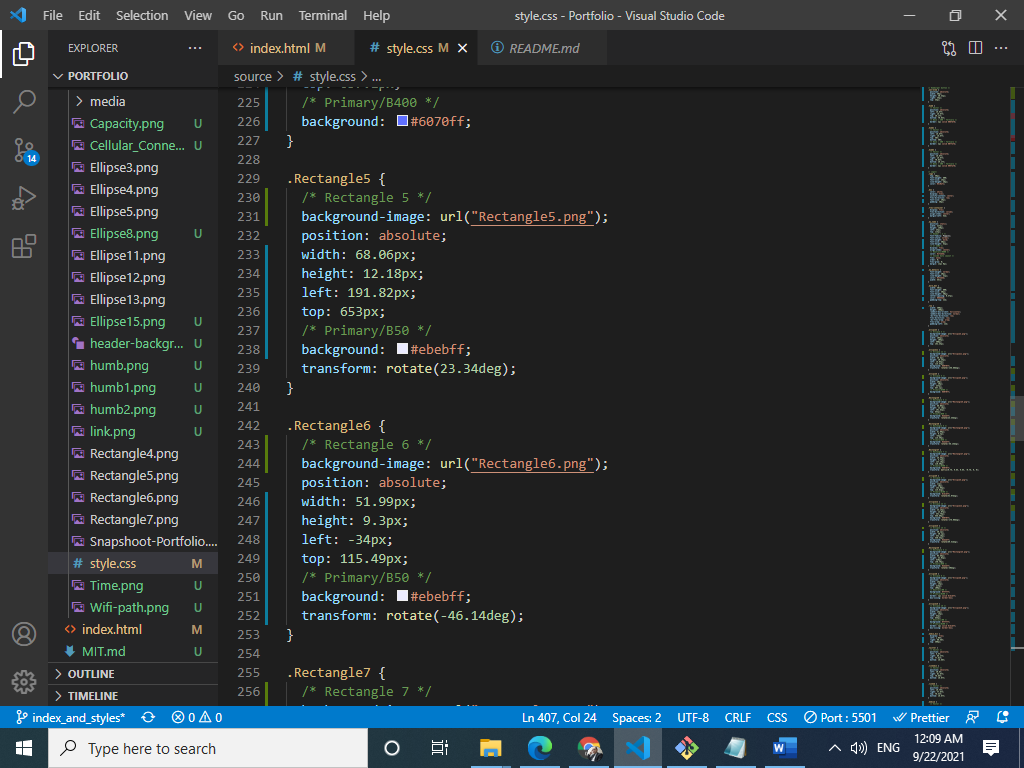 File Edit Selection View Go Run Terminal Help style.css - Portfolio - Visual Studio Code
EXPLORER
index.html M
# style.css M
README.md
PORTFOLIO
source > # style.css > ...
media
Capacity.png U
Cellular_Conne... U
Ellipse3.png
Ellipse4.png
Ellipse5.png
Ellipse8.png U
Ellipse11.png
Ellipse12.png
Ellipse13.png
Ellipse15.png U
header-backgr... U
humb.png U
humb1.png U
humb2.png U
link.png U
Rectangle4.png
Rectangle5.png
Rectangle6.png
Rectangle7.png
Snapshoot-Portfolio....
# style.css M
Time.png U
Wifi-path.png U
index.html M
MIT.md U
OUTLINE
TIMELINE
14
225 /* Primary/B400 */
226 background: #6070ff;
227 }
228
229 .Rectangle5 {
230 /* Rectangle 5 */
231 background-image: url("Rectangle5.png");
232 position: absolute;
233 width: 68.06px;
234 height: 12.18px;
235 left: 191.82px;
236 top: 653px;
237 /* Primary/B50 */
238 background: #ebebff;
239 transform: rotate(23.34deg);
240 }
241
242 .Rectangle6 {
243 /* Rectangle 6 */
244 background-image: url("Rectangle6.png");
245 position: absolute;
246 width: 51.99px;
247 height: 9.3px;
248 left: -34px;
249 top: 115.49px;
250 /* Primary/B50 */
251 background: #ebebff;
252 transform: rotate(-46.14deg);
253 }
254
255 .Rectangle7 {
256 /* Rectangle 7 */
index_and_styles* 0 0 Ln 407, Col 24 Spaces: 2 UTF-8 CRLF CSS Port : 5501 Prettier
Type here to search
ENG
12:09 AM
9/22/2021